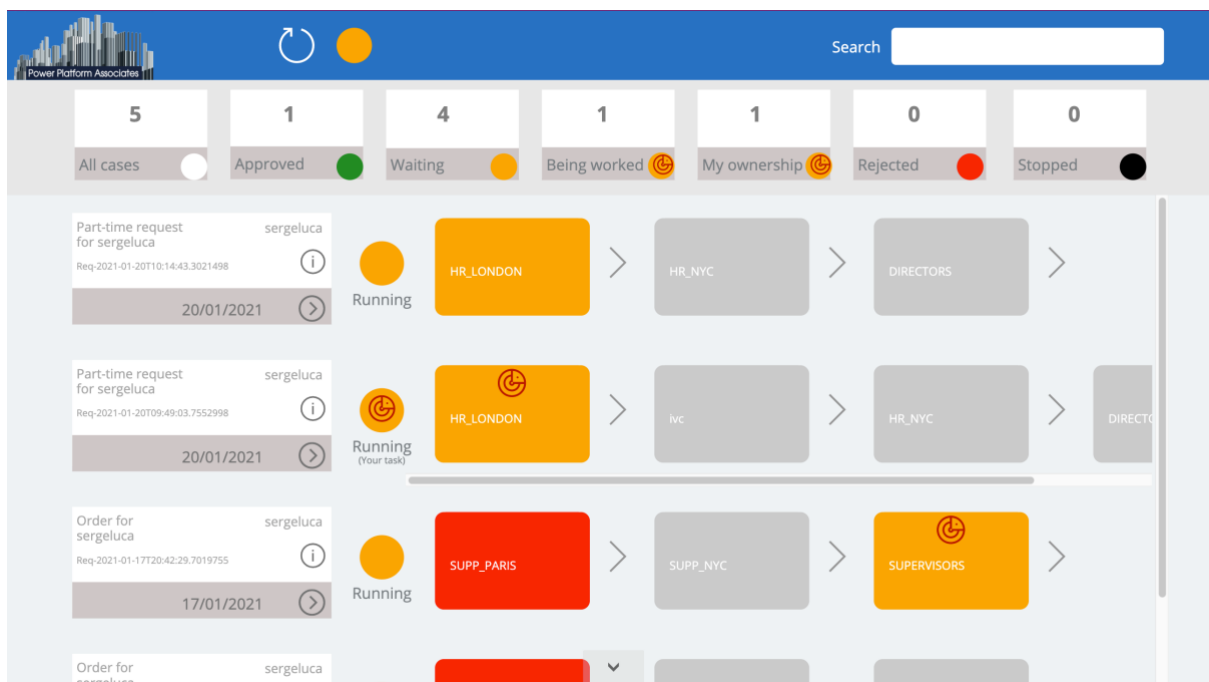 Power Platform Associates
Search
5
1
4
1
1
0
0
All cases
Approved
Waiting
Being worked
My ownership
Rejected
Stopped
Part-time request
for sergeluca
sergeluca
Req-2021-01-20T10:14:43.3021498
20/01/2021
Running
HR_LONDON
HR_NYC
DIRECTORS
Part-time request
for sergeluca
sergeluca
Req-2021-01-20T09:49:03.7552998
20/01/2021
Running
(Your task)
HR_LONDON
ivc
HR_NYC
DIRECTO
Order for
sergeluca
sergeluca
Req-2021-01-17T20:42:29.7019755
17/01/2021
Running
SUPP_PARIS
SUPP_NYC
SUPERVISORS
Order for
sergeluca
sergeluca